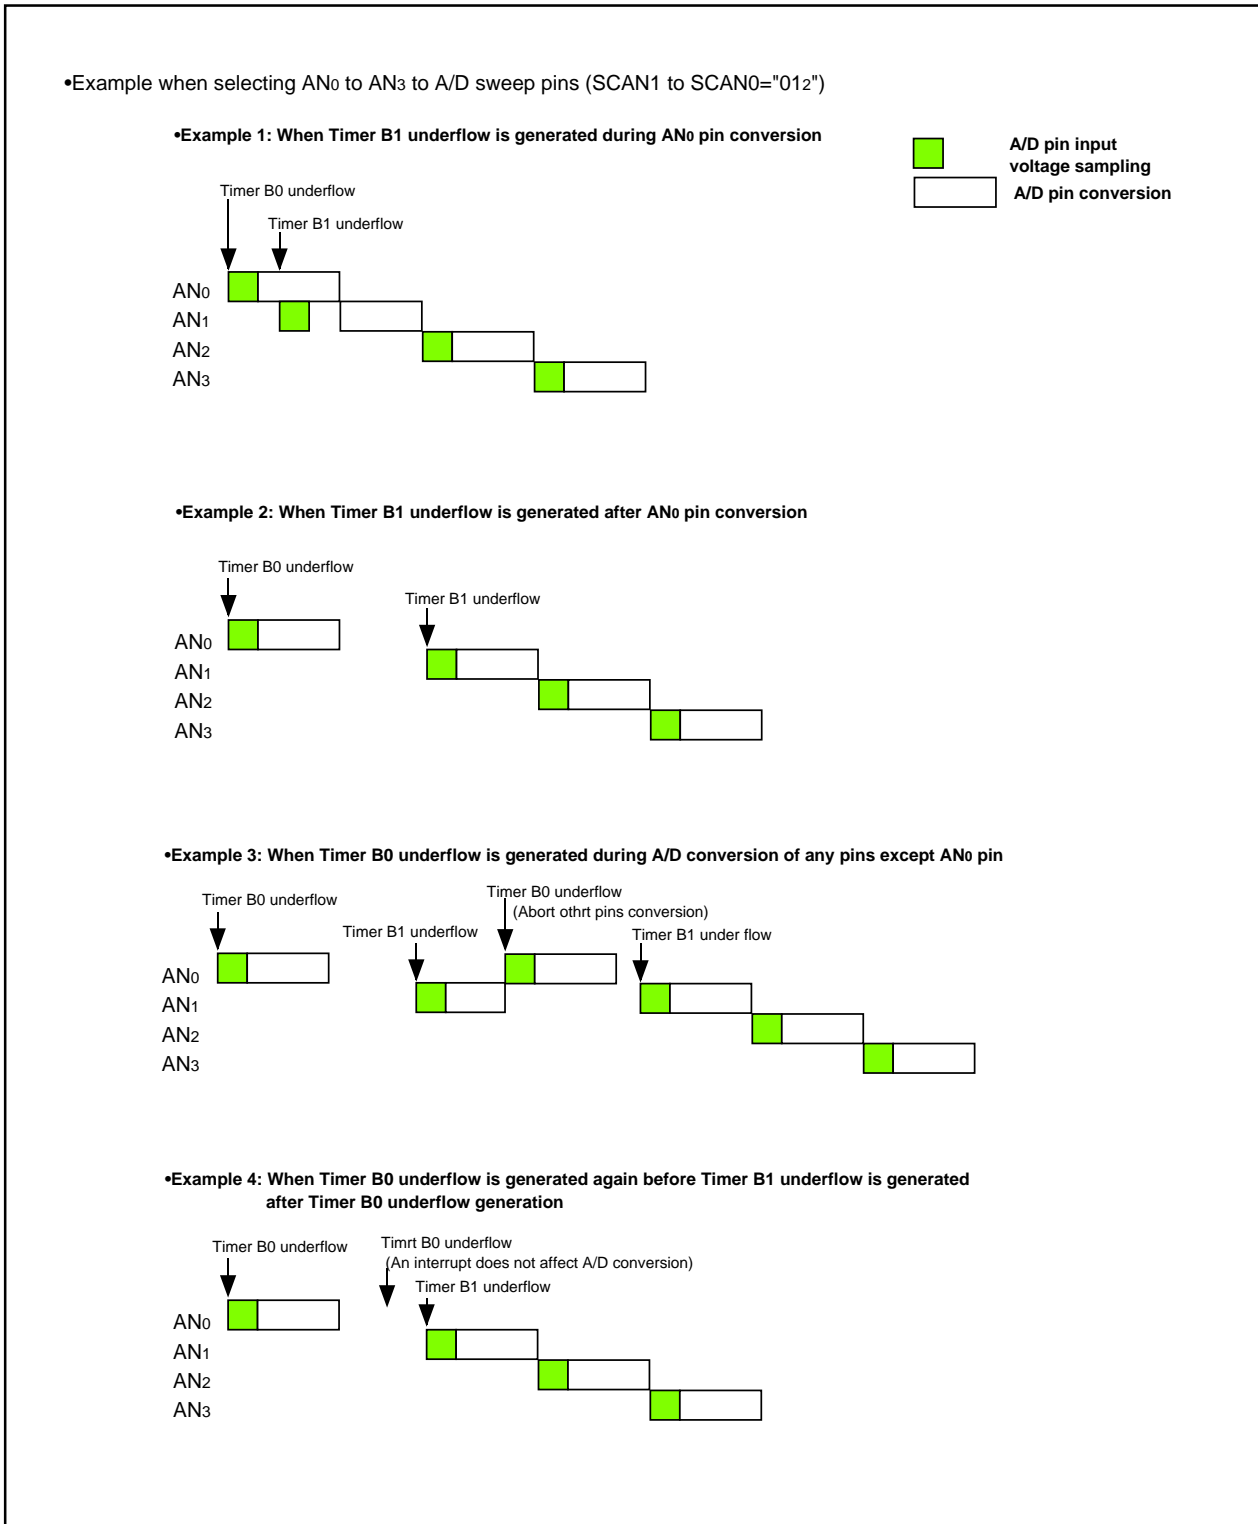 •Example when selecting AN0 to AN3 to A/D sweep pins (SCAN1 to SCAN0="012")
•Example 1: When Timer B1 underflow is generated during AN0 pin conversion
A/D pin input
voltage sampling
A/D pin conversion
Timer B0 underflow
Timer B1 underflow
AN0
AN1
AN2
AN3
•Example 2: When Timer B1 underflow is generated after AN0 pin conversion
Timer B0 underflow
Timer B1 underflow
AN0
AN1
AN2
AN3
•Example 3: When Timer B0 underflow is generated during A/D conversion of any pins except AN0 pin
Timer B0 underflow
Timer B0 underflow
(Abort othrt pins conversion)
Timer B1 underflow
Timer B1 under flow
AN0
AN1
AN2
AN3
•Example 4: When Timer B0 underflow is generated again before Timer B1 underflow is generated
after Timer B0 underflow generation
Timer B0 underflow
Timrt B0 underflow
(An interrupt does not affect A/D conversion)
Timer B1 underflow
AN0
AN1
AN2
AN3